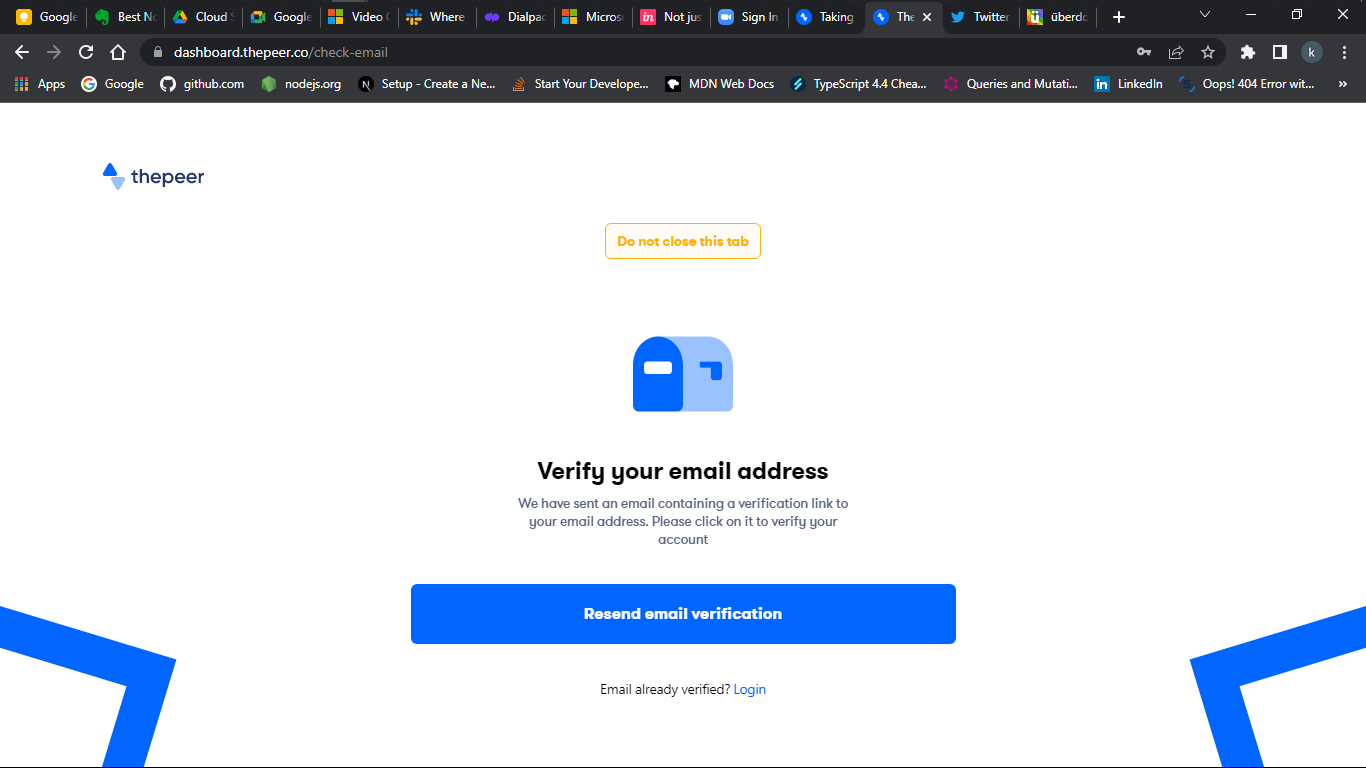 Google
Best No
Cloud S
Google
Video C
Where
Dialpad
Micros
in
Not jus
Sign In
Taking
The
Twitter
ü
überdo
dashboard.thepeer.co/check-email
k
Apps
Google
github.com
nodejs.org
N
Setup - Create a Ne...
Start Your Develope...
MDN Web Docs
TypeScript 4.4 Chea...
Queries and Mutati...
in
LinkedIn
Oops! 404 Error wit...
»
thepeer
Do not close this tab
Verify your email address
We have sent an email containing a verification link to
your email address. Please click on it to verify your
account
Resend email verification
Email already verified? Login